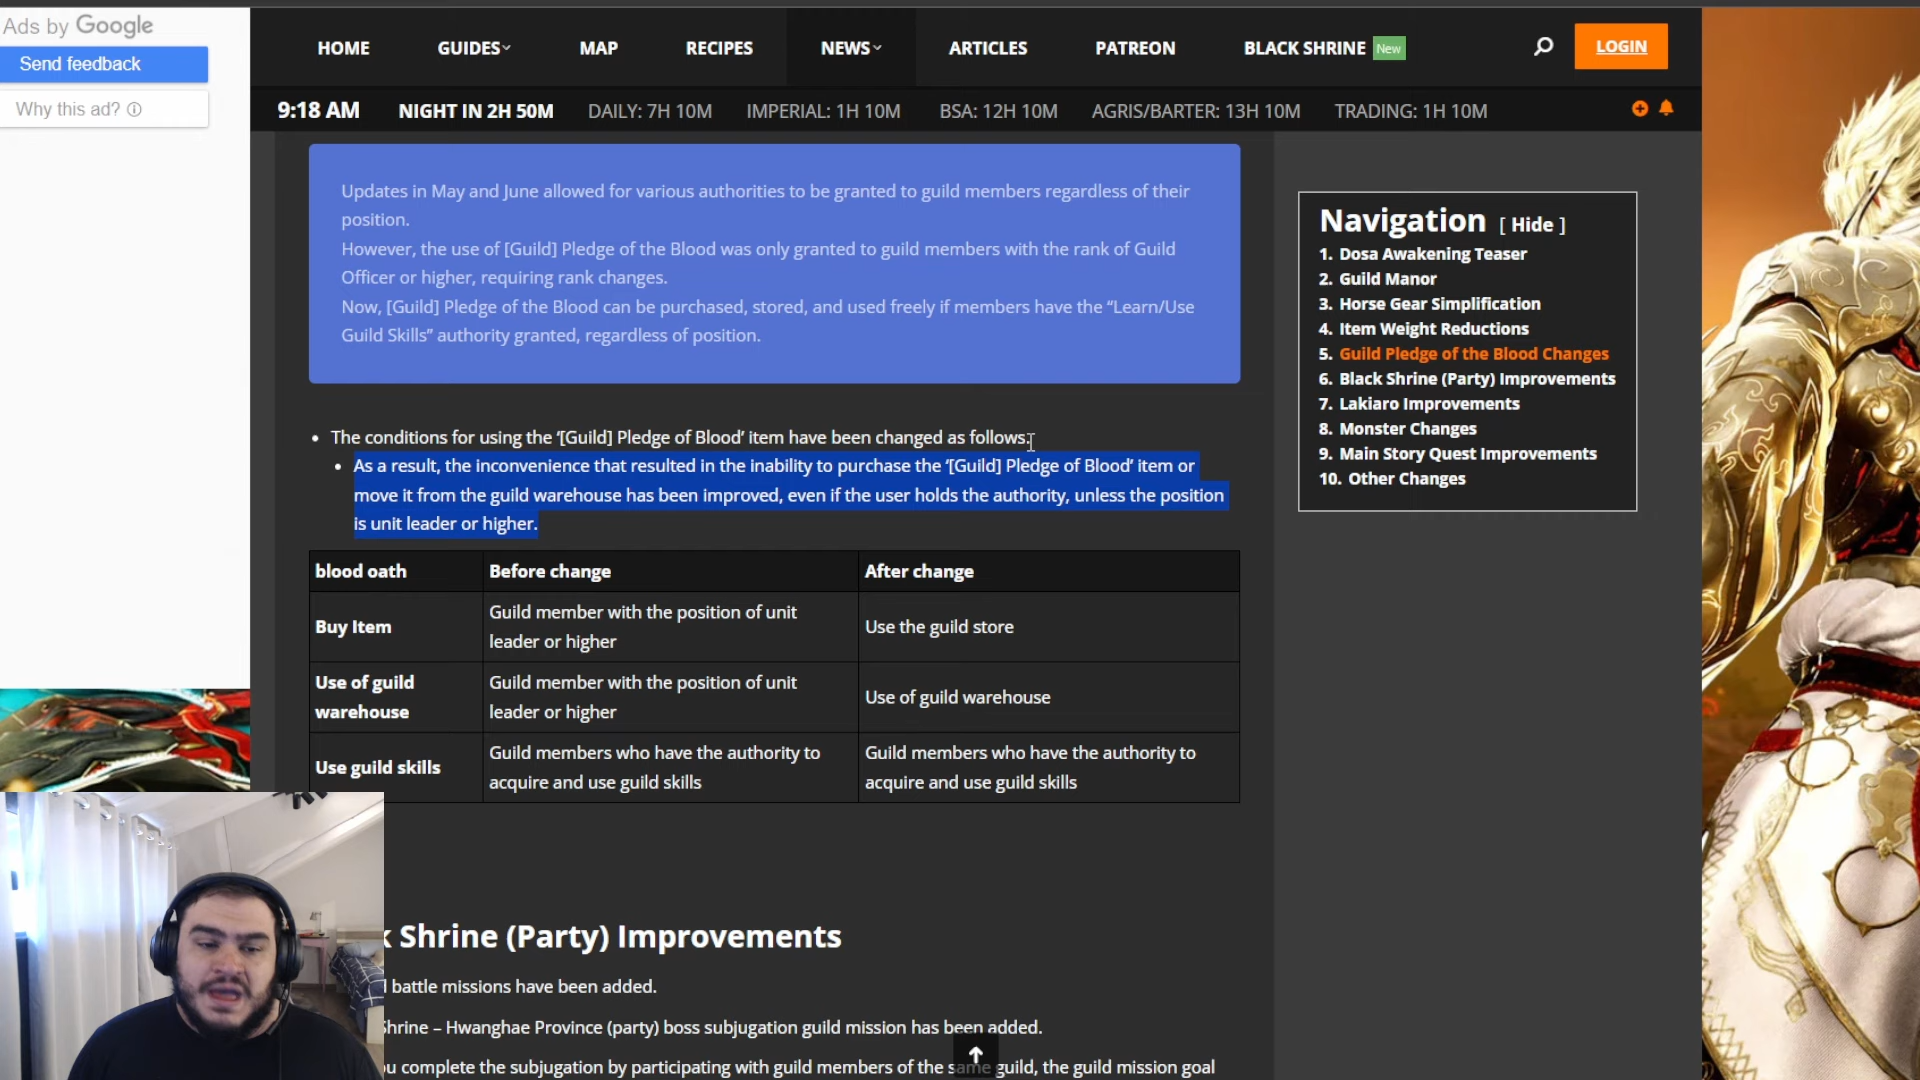 Ads by Google
Send feedback
Why this ad?
HOME GUIDES MAP RECIPES NEWS ARTICLES PATREON BLACK SHRINE New LOGIN
9:18 AM NIGHT IN 2H 50M DAILY: 7H 10M IMPERIAL: 1H 10M BSA: 12H 10M AGRIS/BARTER: 13H 10M TRADING: 1H 10M
Updates in May and June allowed for various authorities to be granted to guild members regardless of their
position.
However, the use of [Guild] Pledge of the Blood was only granted to guild members with the rank of Guild
Officer or higher, requiring rank changes.
Now, [Guild] Pledge of the Blood can be purchased, stored, and used freely if members have the “Learn/Use
Guild Skills” authority granted, regardless of position.
• The conditions for using the ‘[Guild] Pledge of Blood’ item have been changed as follows.
• As a result, the inconvenience that resulted in the inability to purchase the ‘[Guild] Pledge of Blood’ item or
move it from the guild warehouse has been improved, even if the user holds the authority, unless the position
is unit leader or higher.
blood oath Before change After change
Buy Item Guild member with the position of unit
leader or higher Use the guild store
Use of guild
warehouse Guild member with the position of unit
leader or higher Use of guild warehouse
Use guild skills Guild members who have the authority to
acquire and use guild skills Guild members who have the authority to
acquire and use guild skills
Shrine (Party) Improvements
battle missions have been added.
Shrine – Hwanghae Province (party) boss subjugation guild mission has been added.
complete the subjugation by participating with guild members of the same guild, the guild mission goal
Navigation [ Hide ]
1. Dosa Awakening Teaser
2. Guild Manor
3. Horse Gear Simplification
4. Item Weight Reductions
5. Guild Pledge of the Blood Changes
6. Black Shrine (Party) Improvements
7. Lakiaro Improvements
8. Monster Changes
9. Main Story Quest Improvements
10. Other Changes